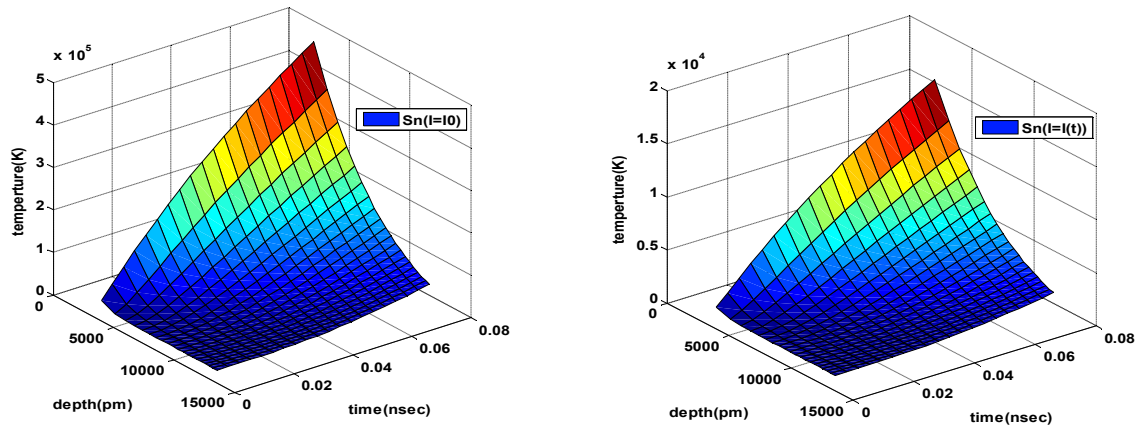 x 10^5
5
4
3
2
1
0
temperture(K)
Sn(I=I0)
0
5000
10000
15000
depth(pm)
0
0.02
0.04
0.06
0.08
time(nsec)
x 10^4
2
1.5
1
0.5
0
temperture(K)
Sn(I=I(t))
0
5000
10000
15000
depth(pm)
0
0.02
0.04
0.06
0.08
time(nsec)